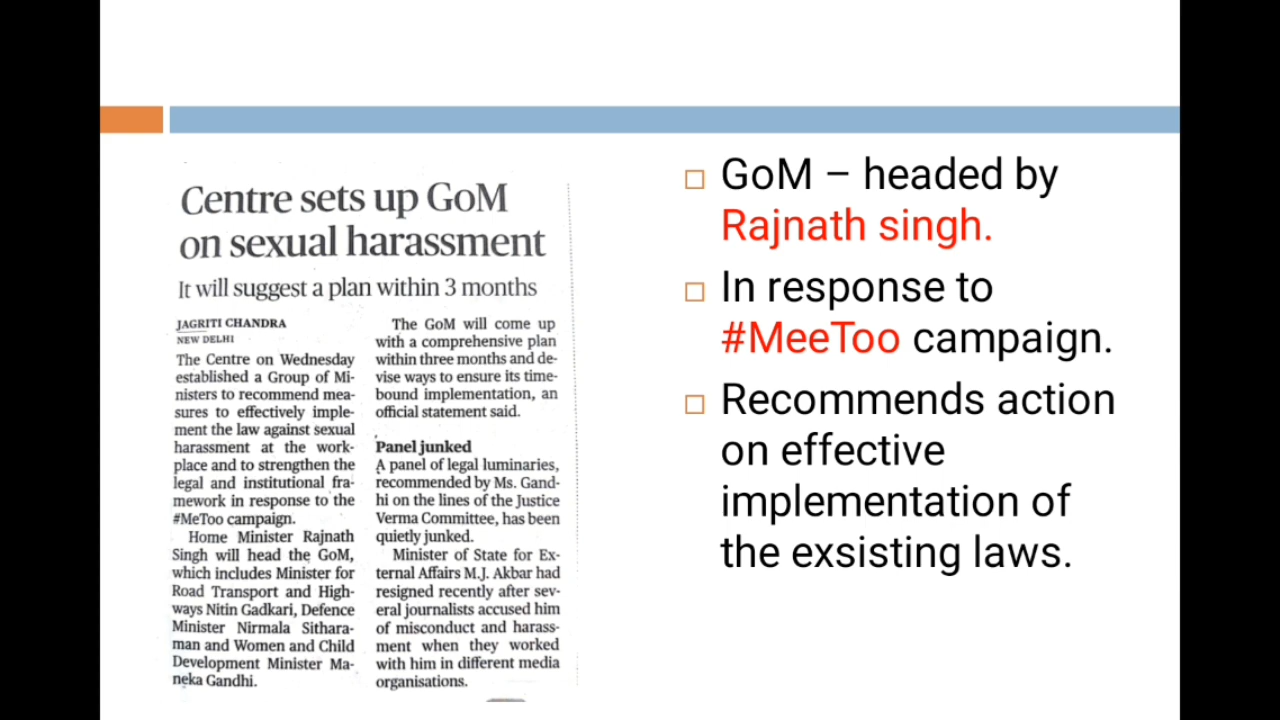 Centre sets up GoM
on sexual harassment
It will suggest a plan within 3 months
JAGRITI CHANDRA
NEW DELHI
The Centre on Wednesday
established a Group of Mi-
nisters to recommend mea-
sures to effectively imple-
ment the law against sexual
harassment at the work-
place and to strengthen the
legal and institutional fra-
mework in response to the
#MeToo campaign.
Home Minister Rajnath
Singh will head the GoM,
which includes Minister for
Road Transport and High-
ways Nitin Gadkari, Defence
Minister Nirmala Sithara-
man and Women and Child
Development Minister Ma-
neka Gandhi.
The GoM will come up
with a comprehensive plan
within three months and de-
vise ways to ensure its time-
bound implementation, an
official statement said.
Panel junked
A panel of legal luminaries,
recommended by Ms. Gand-
hi on the lines of the Justice
Verma Committee, has been
quietly junked.
Minister of State for Ex-
ternal Affairs M.J. Akbar had
resigned recently after sev-
eral journalists accused him
of misconduct and harass-
ment when they worked
with him in different media
organisations.
GoM – headed by
Rajnath singh.
In response to
#MeeToo campaign.
Recommends action
on effective
implementation of
the exsisting laws.